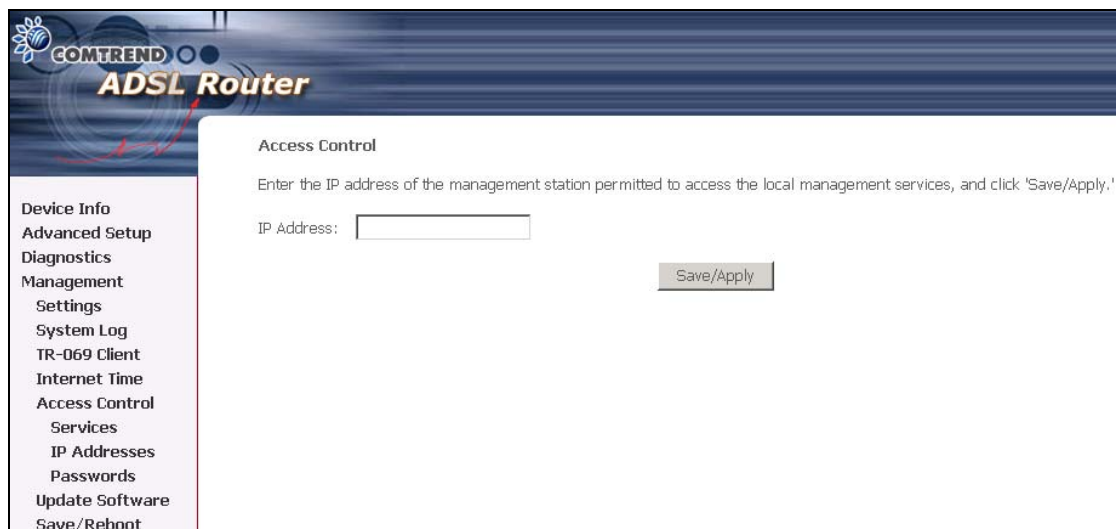 COMTREND
ADSL Router
Access Control
Enter the IP address of the management station permitted to access the local management services, and click 'Save/Apply.'
IP Address:
Save/Apply
Device Info
Advanced Setup
Diagnostics
Management
Settings
System Log
TR-069 Client
Internet Time
Access Control
Services
IP Addresses
Passwords
Update Software
Save/Reboot